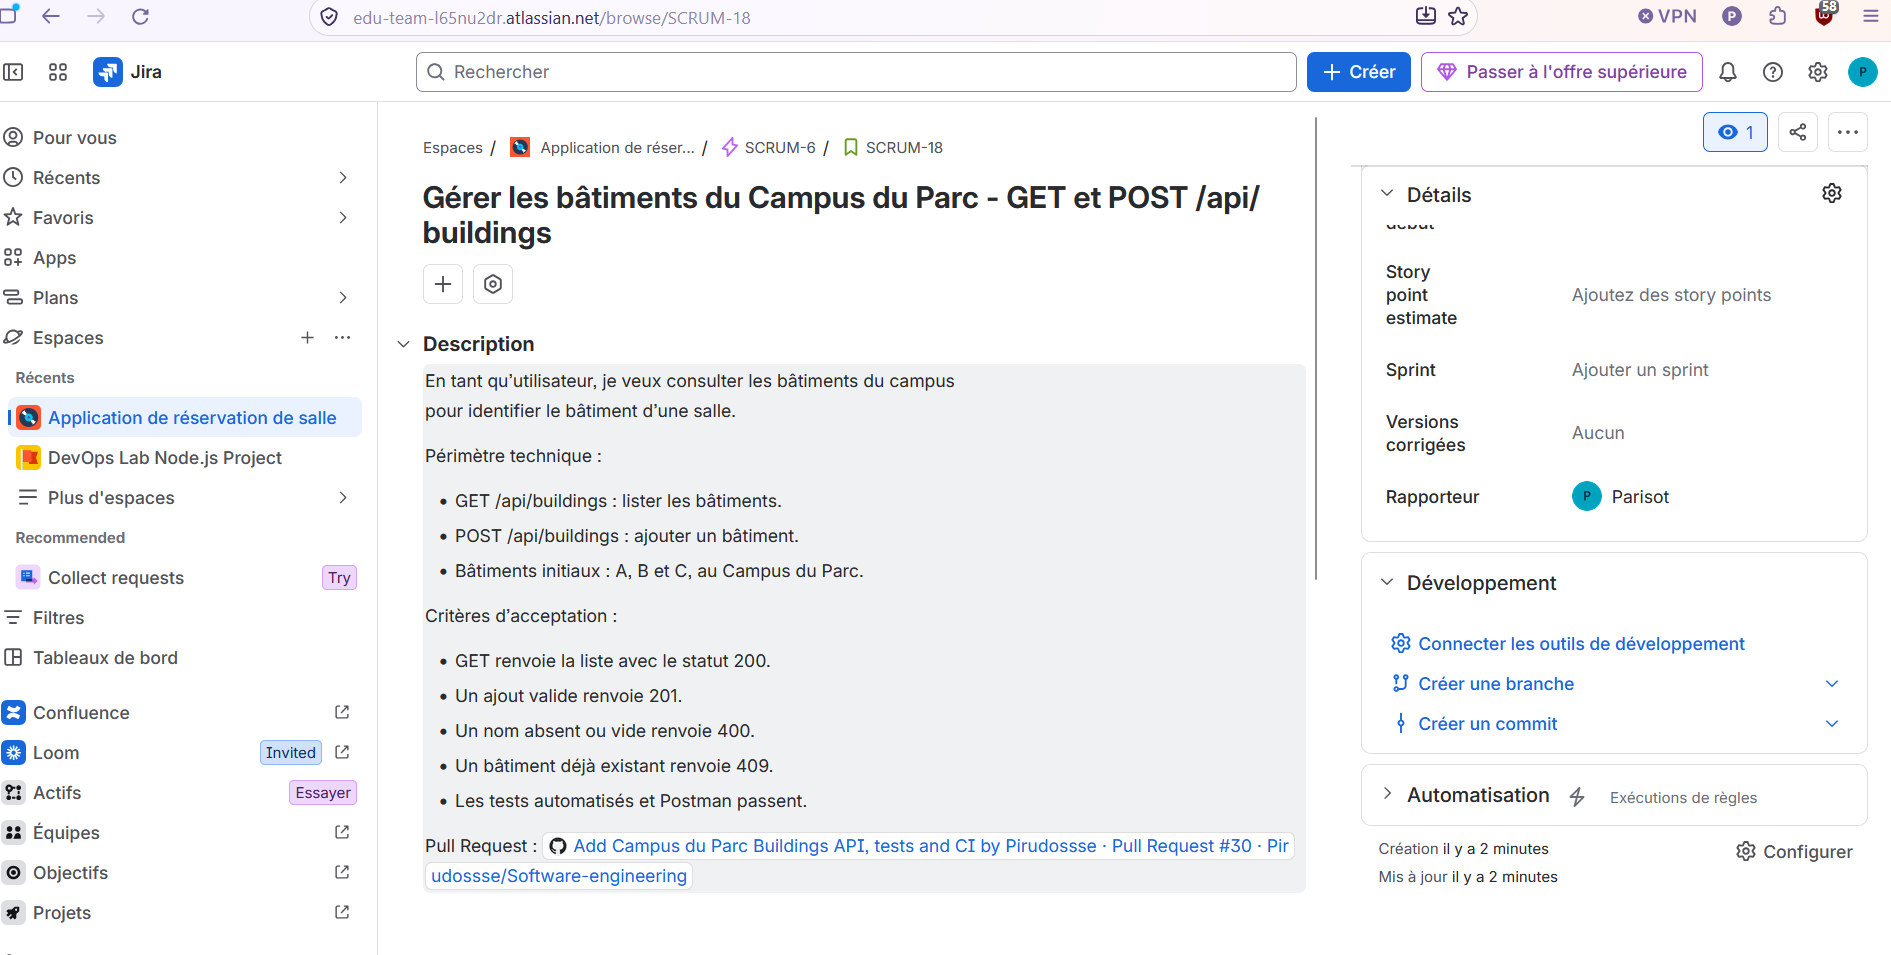 edu-team-l65nu2dr.atlassian.net/browse/SCRUM-18
VPN
P
58
Jira
Rechercher
Créer
Passer à l'offre supérieure
P
Pour vous
Récents
Favoris
Apps
Plans
Espaces
Récents
Application de réservation de salle
DevOps Lab Node.js Project
Plus d'espaces
Recommended
Collect requests
Try
Filtres
Tableaux de bord
Confluence
Loom
Invited
Actifs
Essayer
Équipes
Objectifs
Projets
Espaces / Application de réser... / SCRUM-6 / SCRUM-18
Gérer les bâtiments du Campus du Parc - GET et POST /api/
buildings
Description
En tant qu’utilisateur, je veux consulter les bâtiments du campus
pour identifier le bâtiment d’une salle.
Périmètre technique :
• GET /api/buildings : lister les bâtiments.
• POST /api/buildings : ajouter un bâtiment.
• Bâtiments initiaux : A, B et C, au Campus du Parc.
Critères d’acceptation :
• GET renvoie la liste avec le statut 200.
• Un ajout valide renvoie 201.
• Un nom absent ou vide renvoie 400.
• Un bâtiment déjà existant renvoie 409.
• Les tests automatisés et Postman passent.
Pull Request : Add Campus du Parc Buildings API, tests and CI by Pirudossse · Pull Request #30 · Pir
udossse/Software-engineering
1
Détails
début
Story
point
estimate
Ajoutez des story points
Sprint
Ajouter un sprint
Versions
corrigées
Aucun
Rapporteur
P
Parisot
Développement
Connecter les outils de développement
Créer une branche
Créer un commit
Automatisation
Exécutions de règles
Création il y a 2 minutes
Mis à jour il y a 2 minutes
Configurer